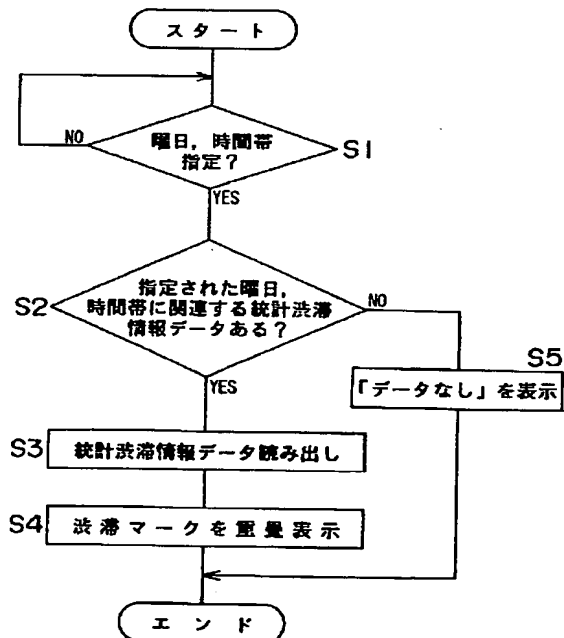 スタート
NO
曜日，時間帯
指定？
S1
YES
S2
指定された曜日，
時間帯に関連する統計渋滞
情報データある？
NO
YES
S5
「データなし」を表示
S3
統計渋滞情報データ読み出し
S4
渋滞マークを重畳表示
エンド